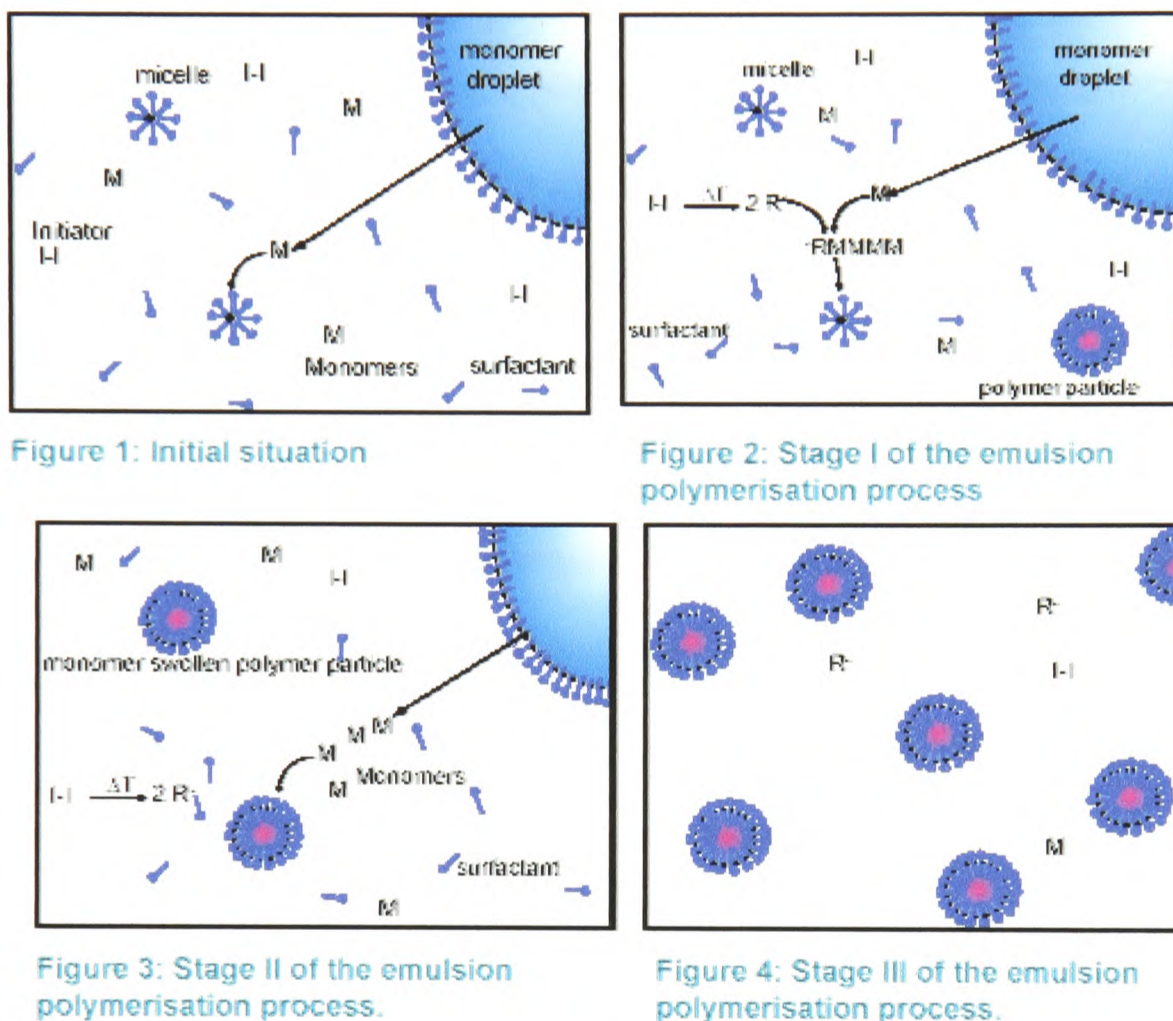 micelle I-I
monomer
droplet
M
M
Initiator
I-I
M
I-I
M
Monomers surfactant
Figure 1: Initial situation
I-I
micelle
monomer
droplet
M
I-I ΔT 2 R·
M
·RMMMM
I-I
surfactant
M
polymer particle
Figure 2: Stage I of the emulsion
polymerisation process
M
M
I-I
monomer swollen polymer particle
M
M
M
Monomers
M
I-I ΔT 2 R·
surfactant
M
Figure 3: Stage II of the emulsion
polymerisation process.
R·
R·
I-I
M
Figure 4: Stage III of the emulsion
polymerisation process.